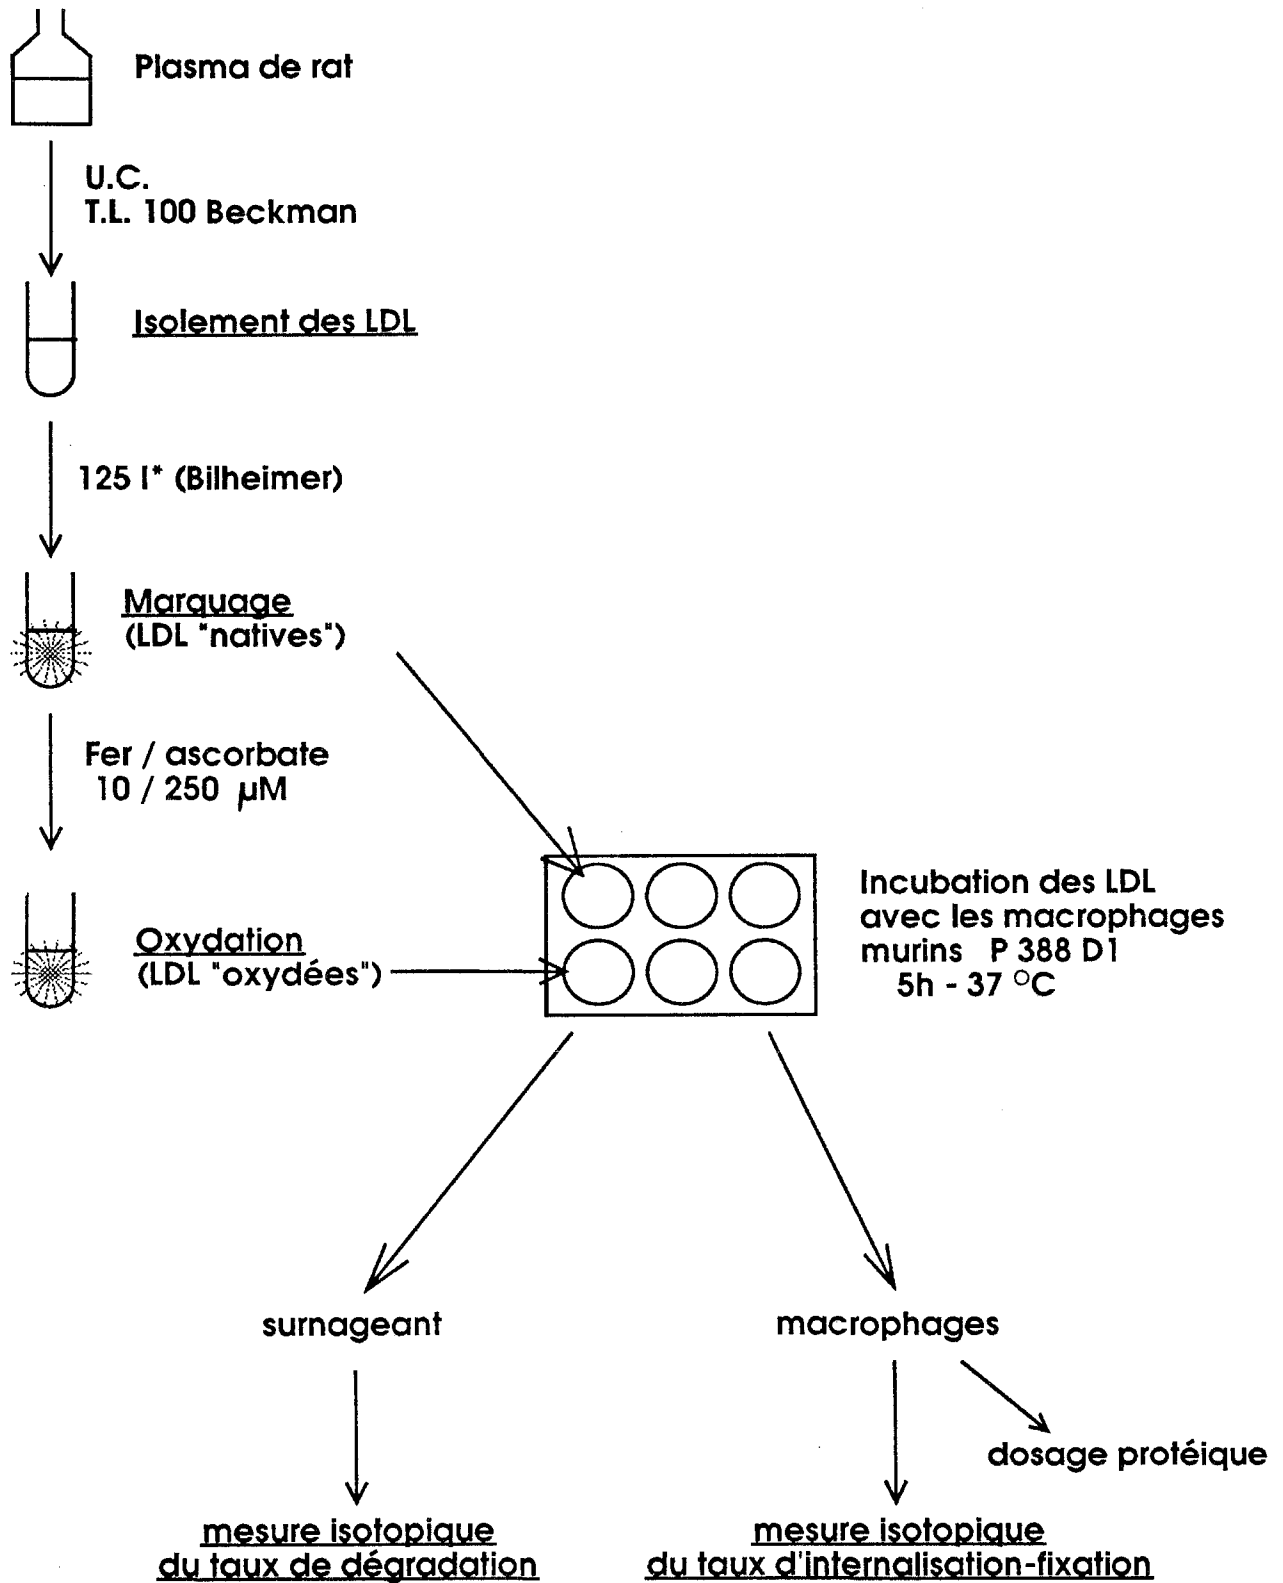 Plasma de rat
U.C.
T.L. 100 Beckman
Isolement des LDL
125 I* (Bilheimer)
Marquage
(LDL "natives")
Fer / ascorbate
10 / 250 µM
Oxydation
(LDL "oxydées")
Incubation des LDL
avec les macrophages
murins P 388 D1
5h - 37 °C
surnageant
macrophages
dosage protéique
mesure isotopique
du taux de dégradation
mesure isotopique
du taux d'internalisation-fixation